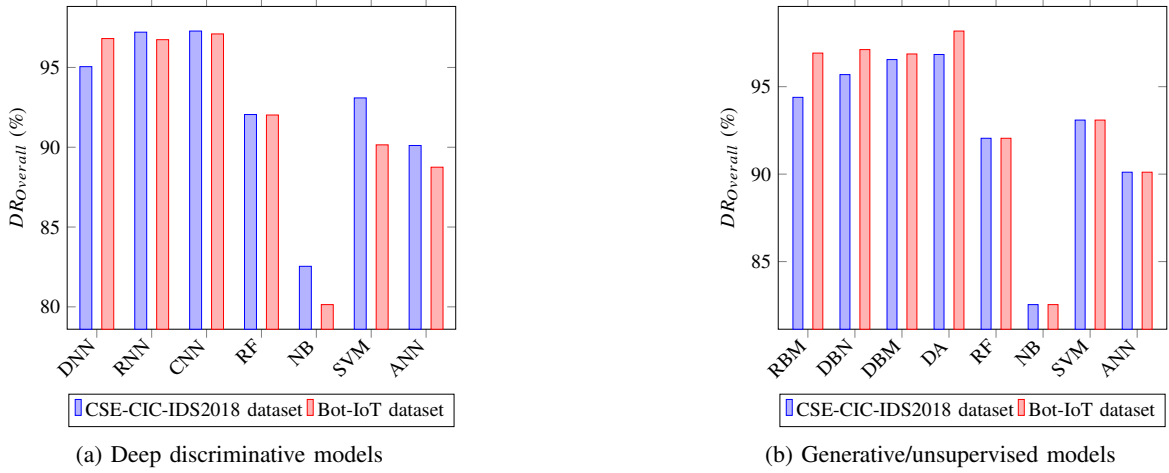 95
90
85
80
DR_Overall (%)
DNN
RNN
CNN
RF
NB
SVM
ANN
CSE-CIC-IDS2018 dataset Bot-IoT dataset
(a) Deep discriminative models
95
90
85
DR_Overall (%)
RBM
DBN
DBM
DA
RF
NB
SVM
ANN
CSE-CIC-IDS2018 dataset Bot-IoT dataset
(b) Generative/unsupervised models